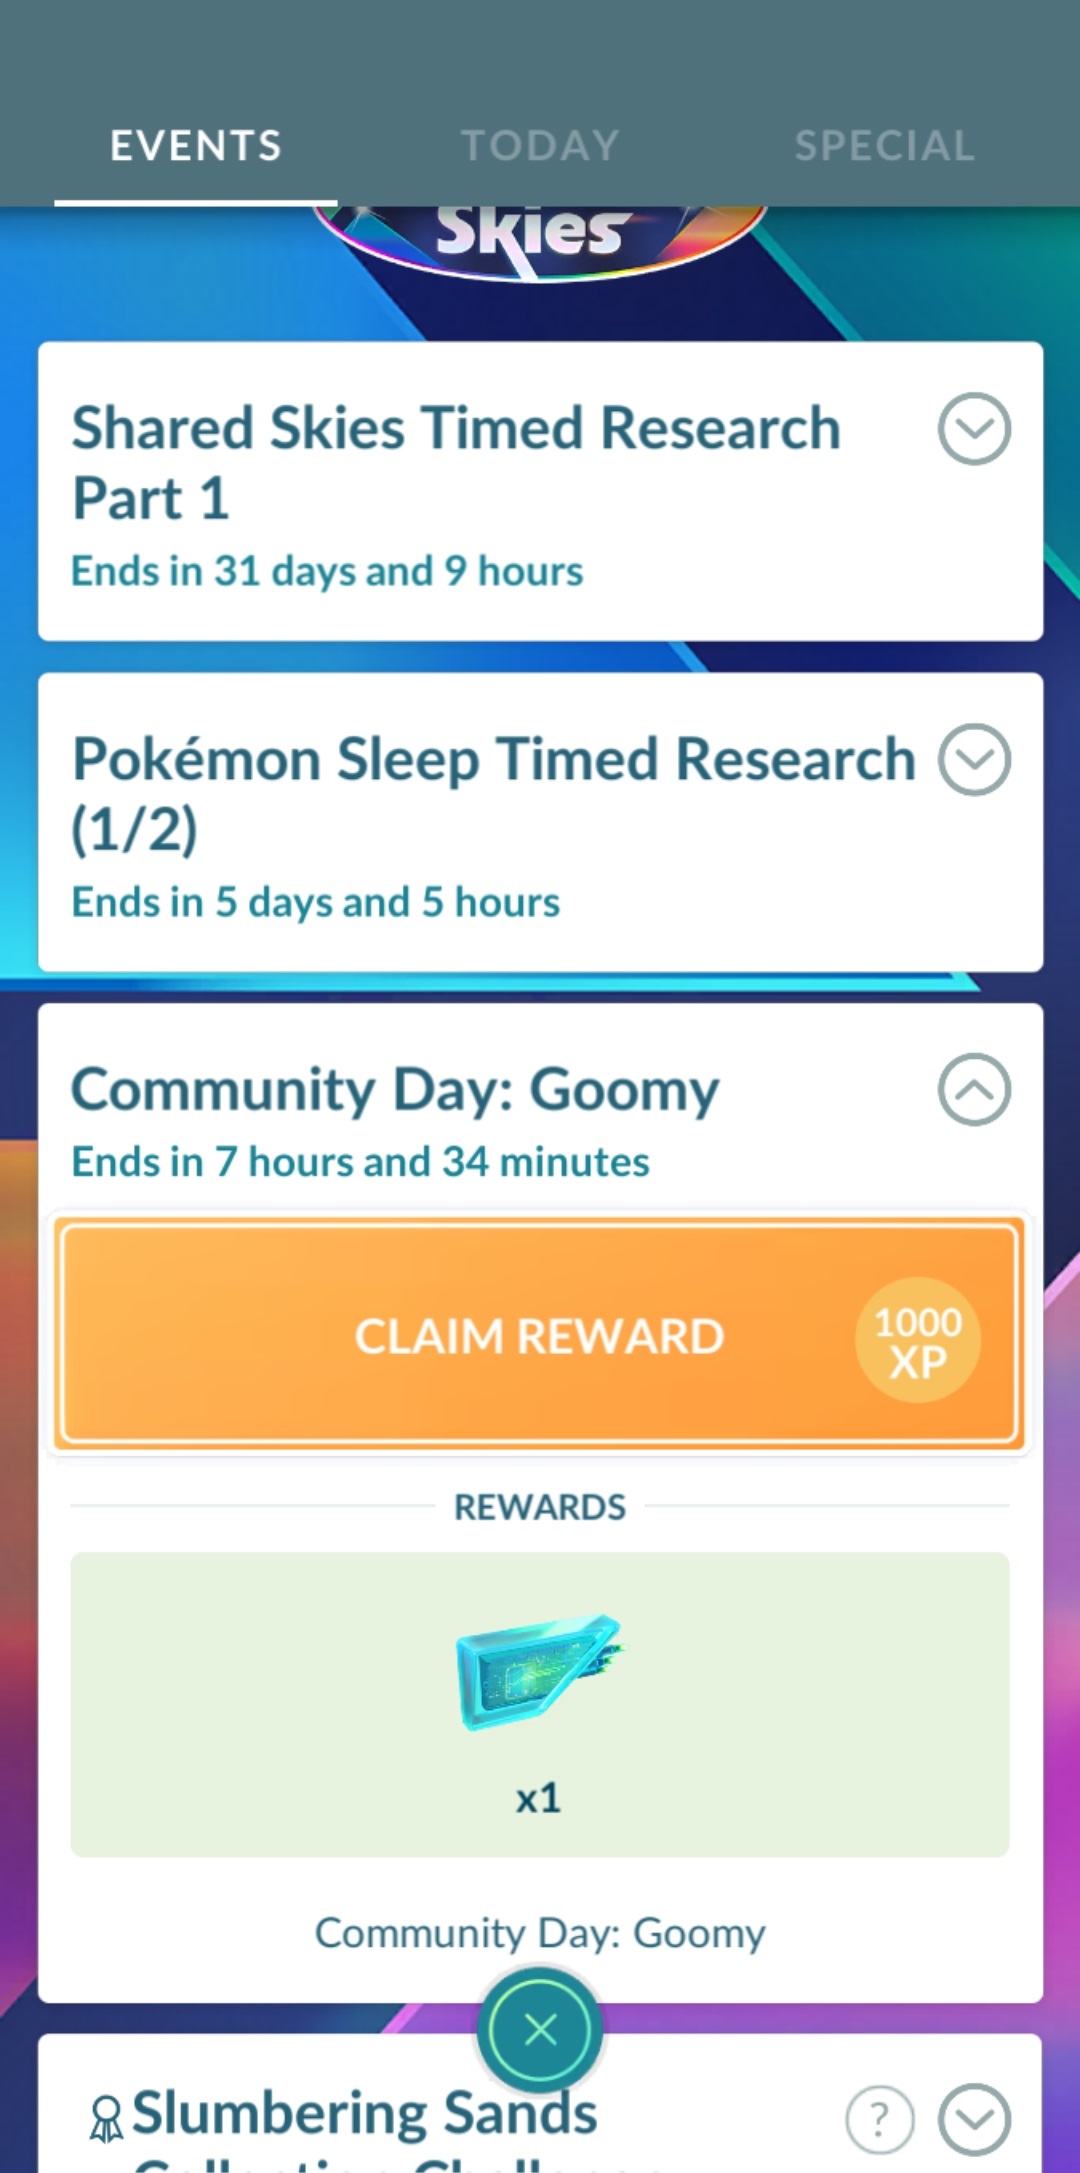 EVENTS
TODAY
SPECIAL
Skies
Shared Skies Timed Research
Part 1
Ends in 31 days and 9 hours
Pokémon Sleep Timed Research
(1/2)
Ends in 5 days and 5 hours
Community Day: Goomy
Ends in 7 hours and 34 minutes
CLAIM REWARD
1000
XP
REWARDS
x1
Community Day: Goomy
Slumbering Sands
?
Collection Challenge